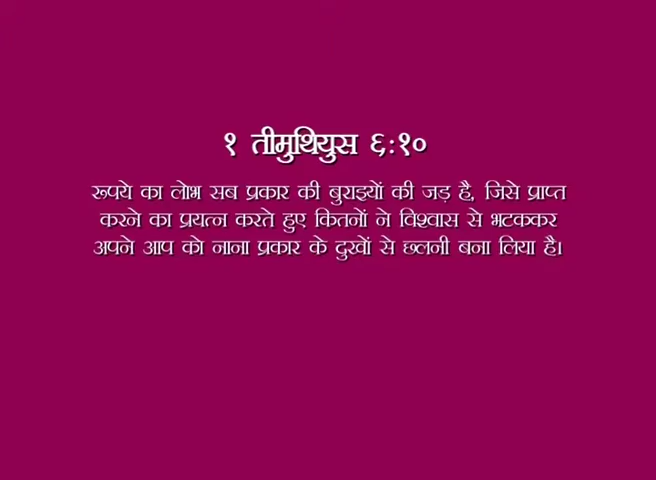 १ तीमुथियुस ६:१०
रूपये का लोभ सब प्रकार की बुराइयों की जड़ है, जिसे प्राप्त
करने का प्रयत्न करते हुए कितनों ने विश्वास से भटककर
अपने आप को नाना प्रकार के दुखों से छलनी बना लिया है।